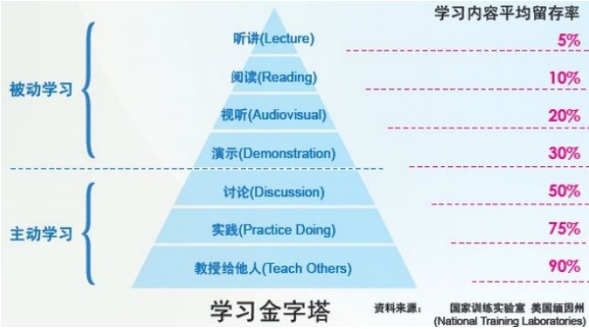 学习内容平均留存率
听讲(Lecture)
5%
阅读(Reading)
10%
被动学习
视听(Audiovisual)
20%
演示(Demonstration)
30%
讨论(Discussion)
50%
主动学习
实践(Practice Doing)
75%
教授给他人(Teach Others)
90%
学习金字塔
资料来源： 国家训练实验室 美国缅因州
(National Training Laboratories)